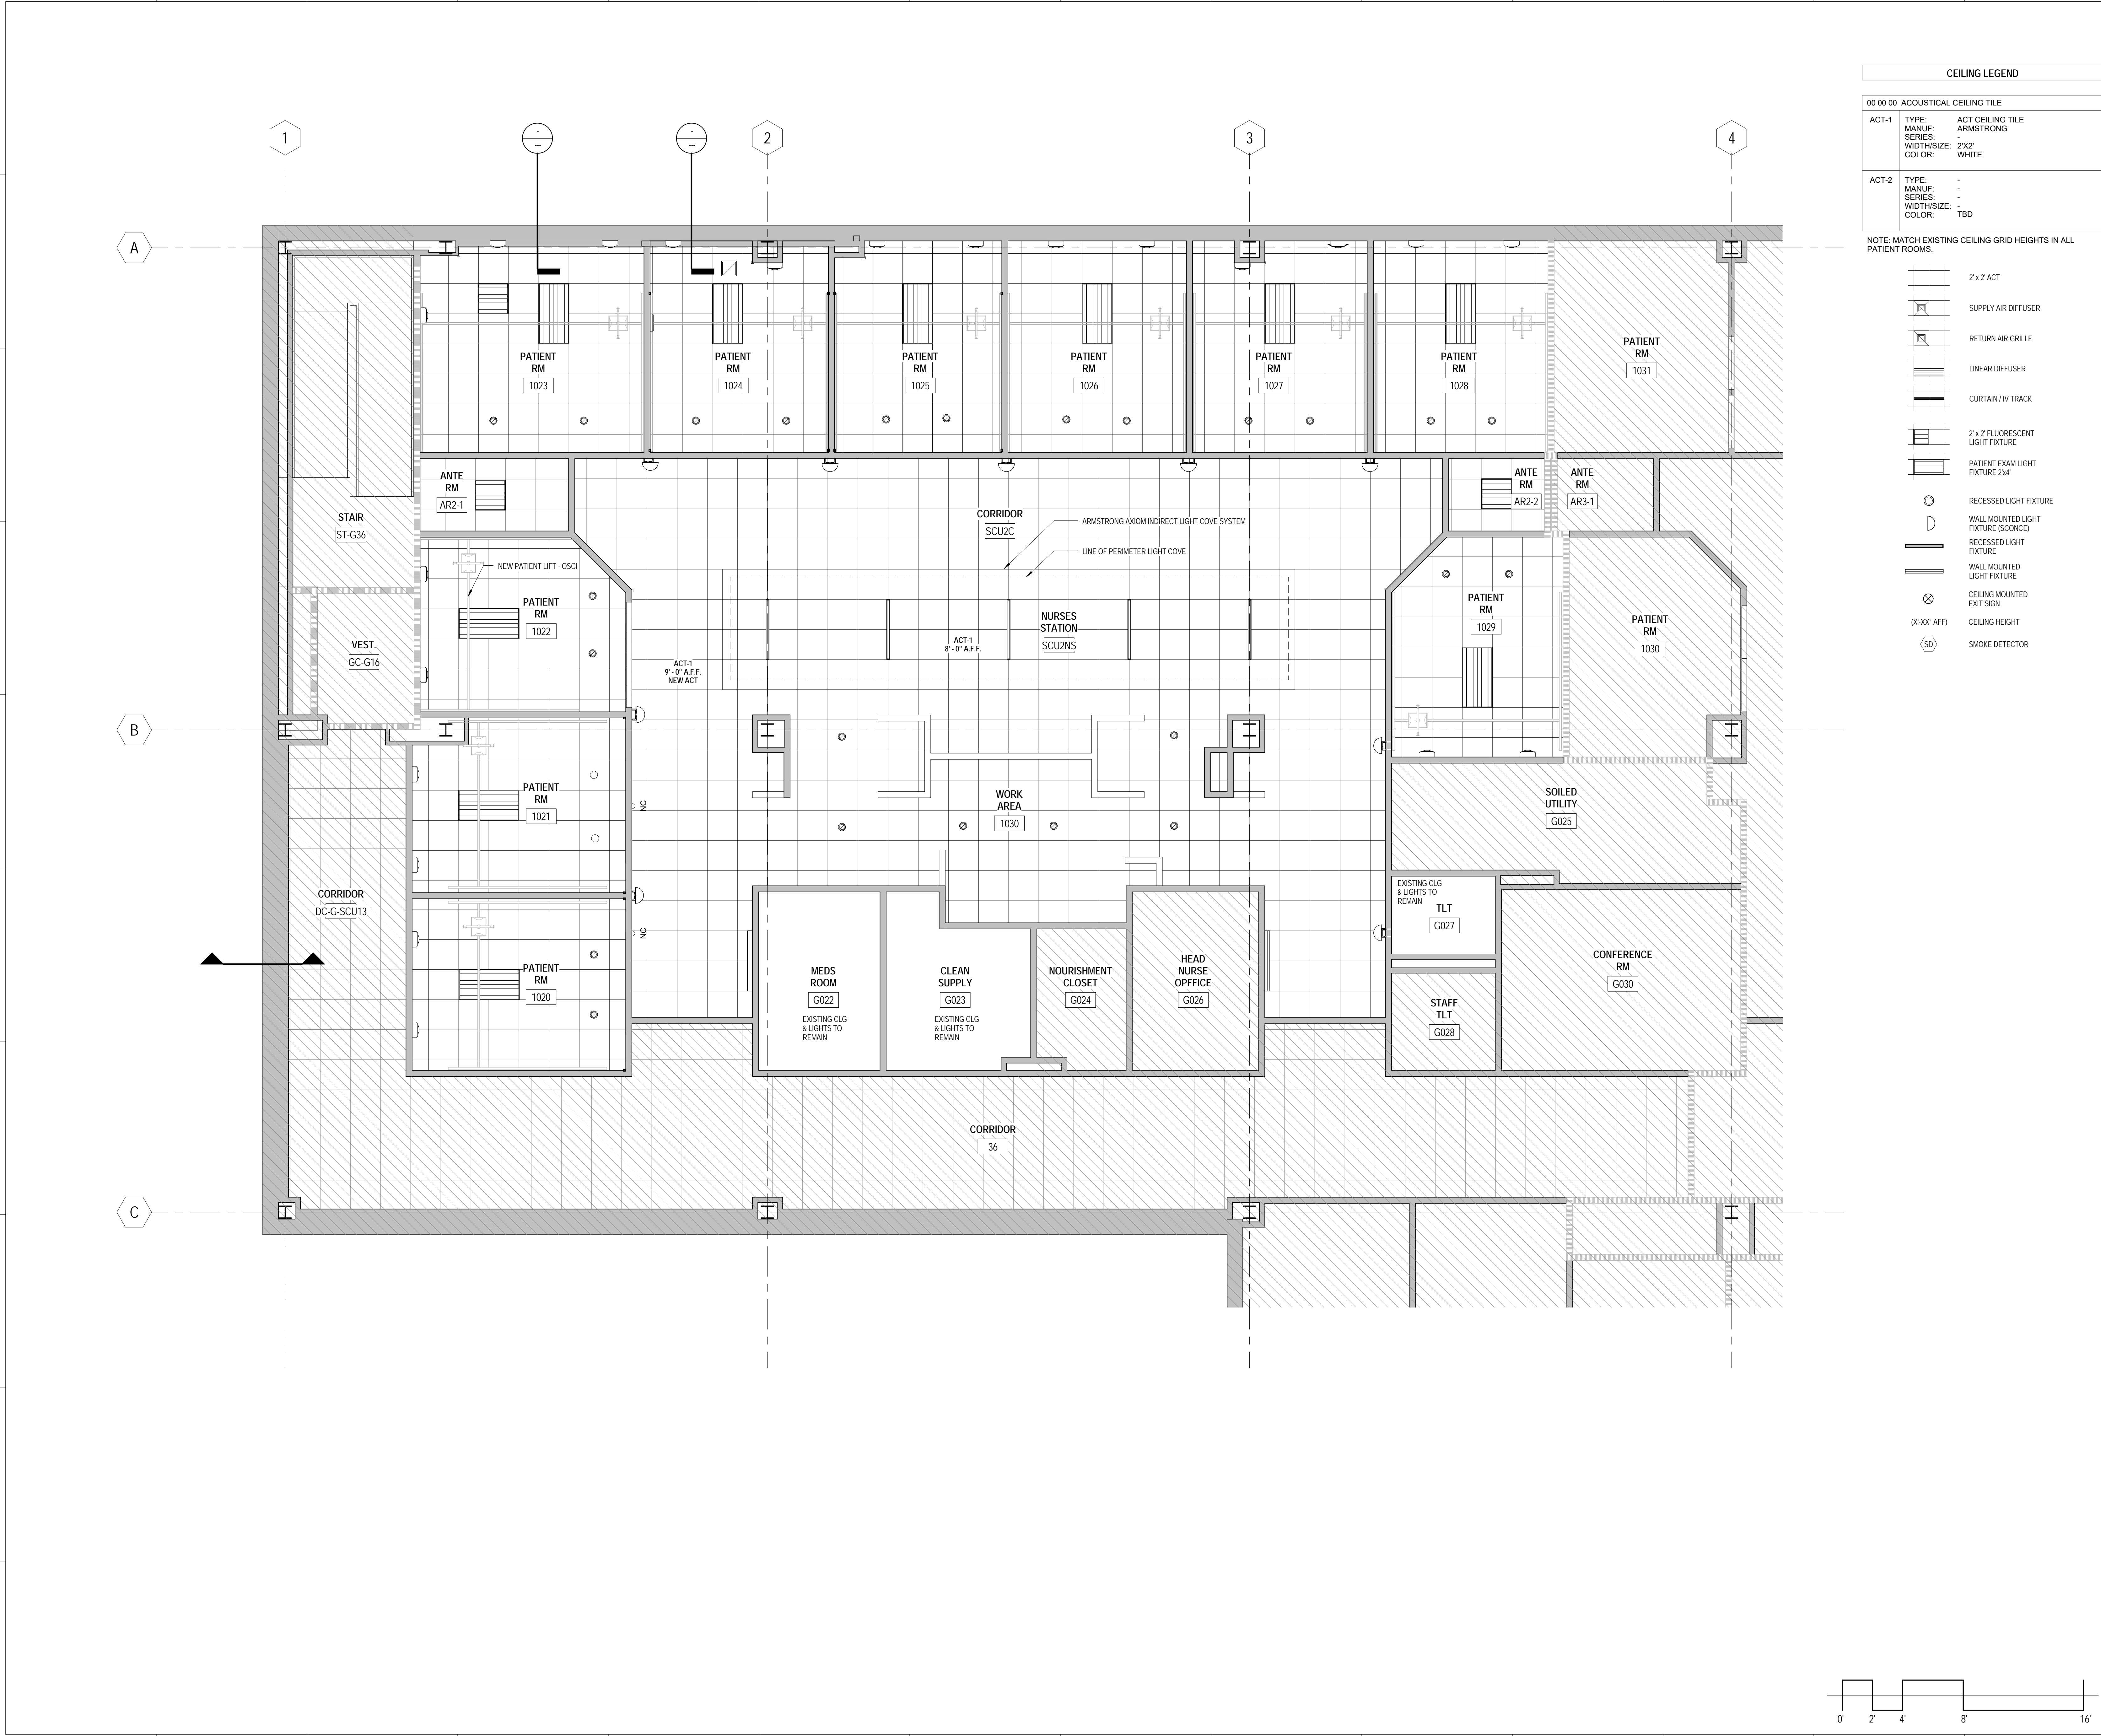 CEILING LEGEND
00 00 00 ACOUSTICAL CEILING TILE
ACT-1 TYPE: ACT CEILING TILE
MANUF: ARMSTRONG
SERIES: -
WIDTH/SIZE: 2'X2'
COLOR: WHITE
ACT-2 TYPE: -
MANUF: -
SERIES: -
WIDTH/SIZE: -
COLOR: TBD
NOTE: MATCH EXISTING CEILING GRID HEIGHTS IN ALL
PATIENT ROOMS.
2' x 2' ACT
SUPPLY AIR DIFFUSER
RETURN AIR GRILLE
LINEAR DIFFUSER
CURTAIN / IV TRACK
2' x 2' FLUORESCENT
LIGHT FIXTURE
PATIENT EXAM LIGHT
FIXTURE 2'x4'
RECESSED LIGHT FIXTURE
WALL MOUNTED LIGHT
FIXTURE (SCONCE)
RECESSED LIGHT
FIXTURE
WALL MOUNTED
LIGHT FIXTURE
CEILING MOUNTED
EXIT SIGN
(X'-XX" AFF) CEILING HEIGHT
SD SMOKE DETECTOR
1
2
3
4
A
B
C
PATIENT
RM
1023
PATIENT
RM
1024
PATIENT
RM
1025
PATIENT
RM
1026
PATIENT
RM
1027
PATIENT
RM
1028
PATIENT
RM
1031
ANTE
RM
AR2-1
STAIR
ST-G36
CORRIDOR
SCU2C
ARMSTRONG AXIOM INDIRECT LIGHT COVE SYSTEM
LINE OF PERIMETER LIGHT COVE
ANTE
RM
AR2-2
ANTE
RM
AR3-1
NEW PATIENT LIFT - OSCI
PATIENT
RM
1022
VEST.
GC-G16
ACT-1
9' - 0" A.F.F.
NEW ACT
ACT-1
8' - 0" A.F.F.
NURSES
STATION
SCU2NS
PATIENT
RM
1029
PATIENT
RM
1030
PATIENT
RM
1021
NC
WORK
AREA
1030
SOILED
UTILITY
G025
CORRIDOR
DC-G-SCU13
NC
EXISTING CLG
& LIGHTS TO
REMAIN
TLT
G027
PATIENT
RM
1020
MEDS
ROOM
G022
EXISTING CLG
& LIGHTS TO
REMAIN
CLEAN
SUPPLY
G023
EXISTING CLG
& LIGHTS TO
REMAIN
NOURISHMENT
CLOSET
G024
HEAD
NURSE
OPFFICE
G026
STAFF
TLT
G028
CONFERENCE
RM
G030
CORRIDOR
36
0' 2' 4' 8' 16'